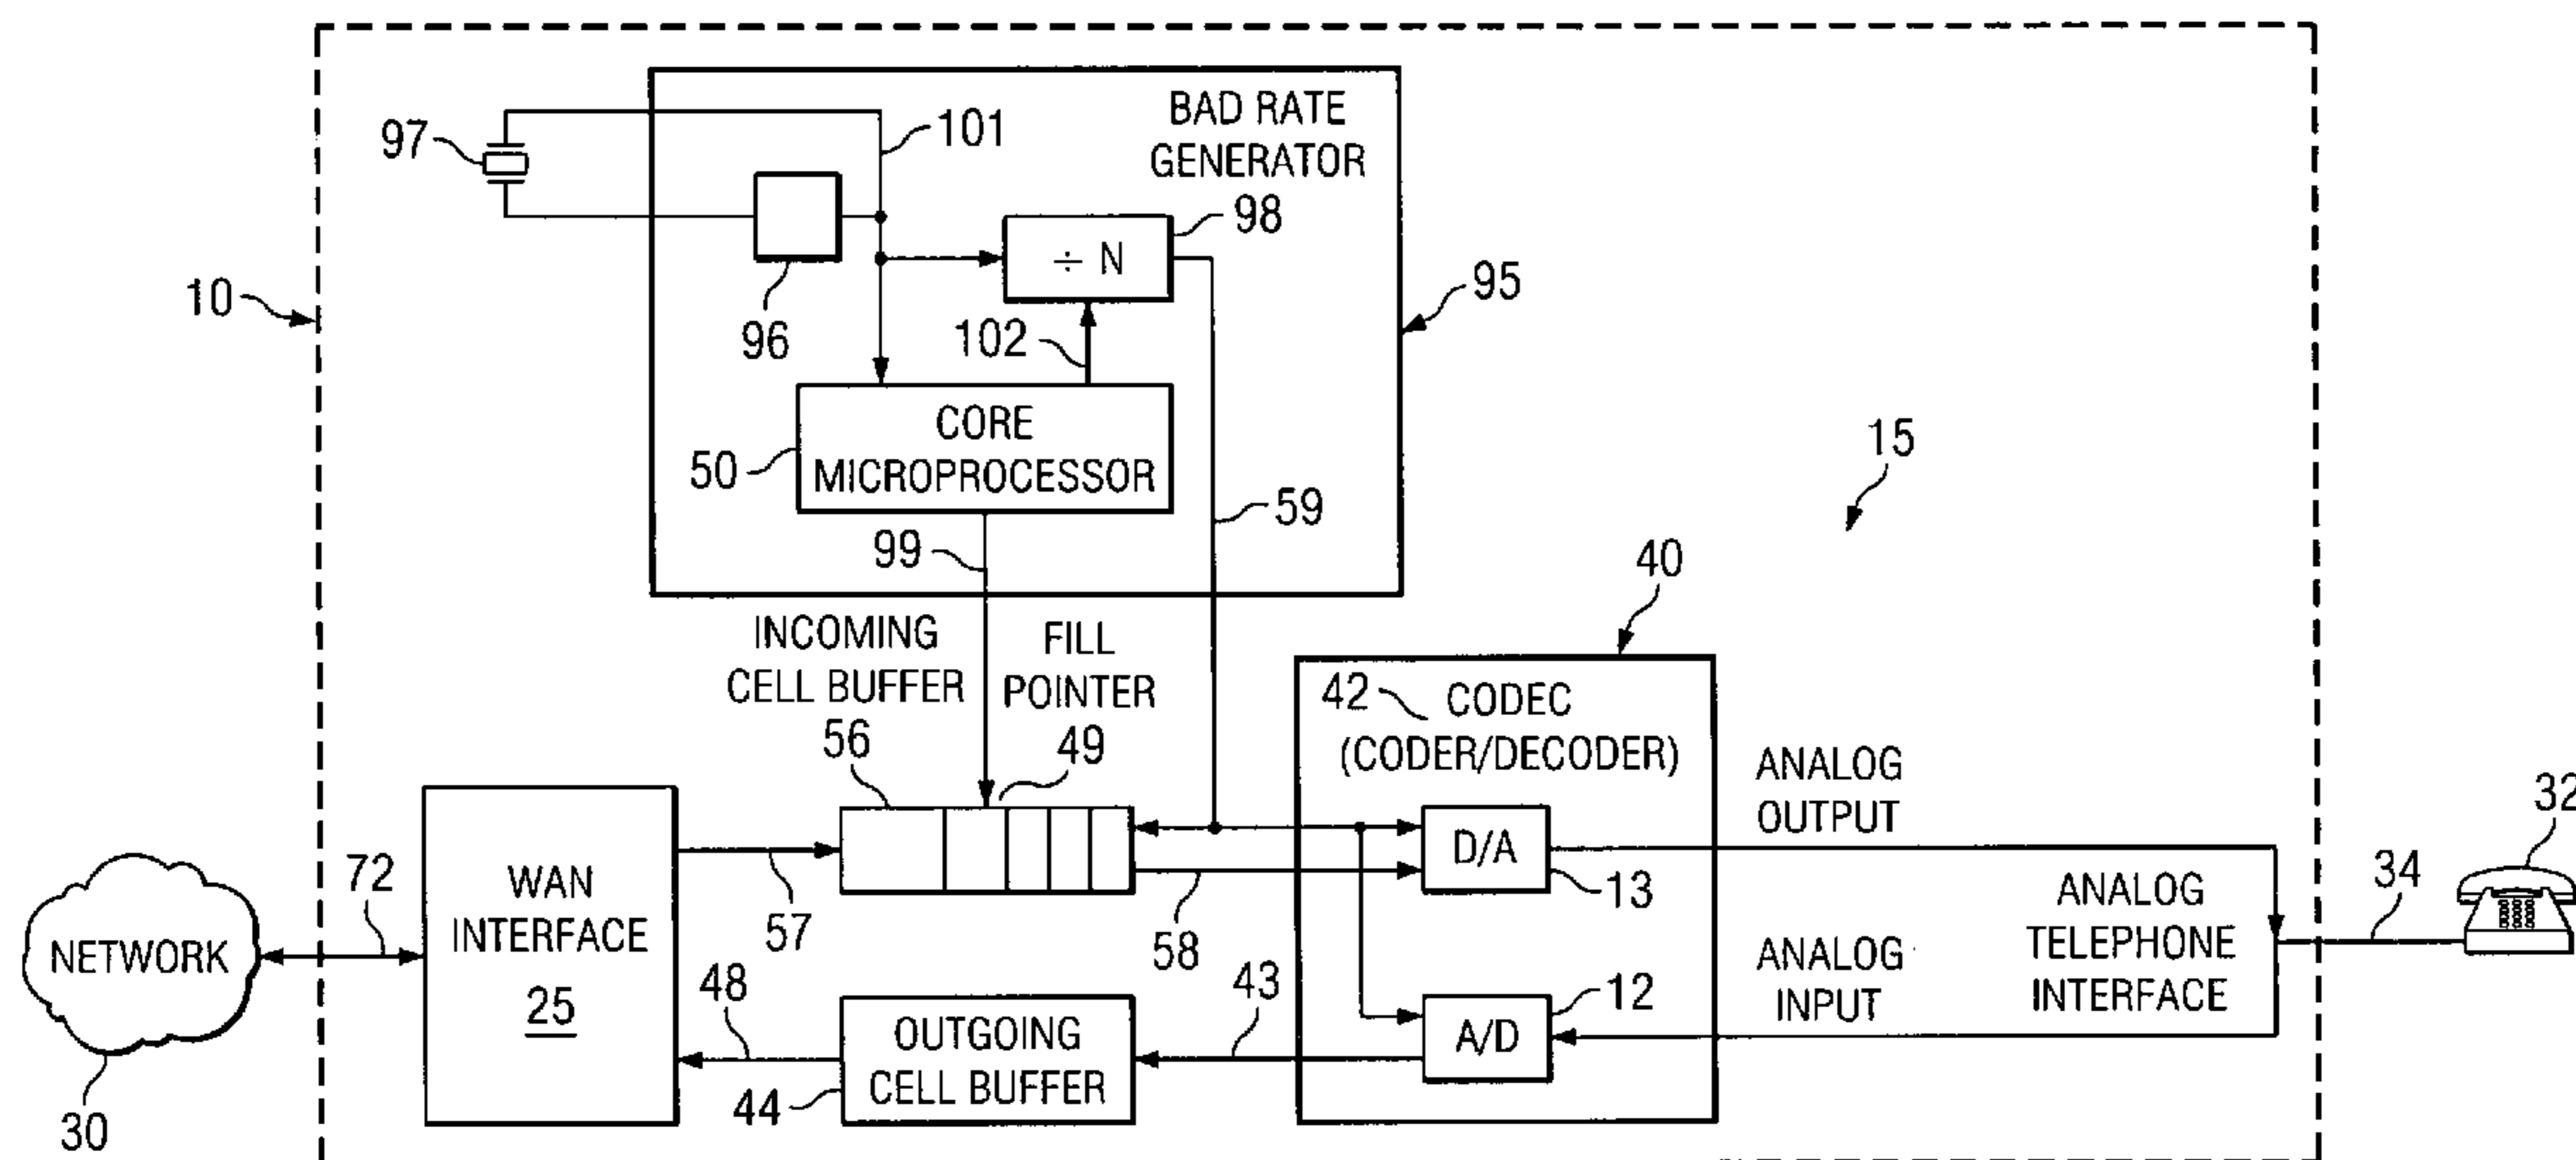 BAD RATE
GENERATOR
97
101
98
÷ N
10
96
102
95
CORE
MICROPROCESSOR
50
15
59
99
40
INCOMING
CELL BUFFER
56
FILL
POINTER
49
42
CODEC
(CODER/DECODER)
ANALOG
OUTPUT
32
D/A
13
34
NETWORK
30
72
WAN
INTERFACE
25
57
58
ANALOG
TELEPHONE
INTERFACE
ANALOG
INPUT
48
43
12
A/D
OUTGOING
CELL BUFFER
44